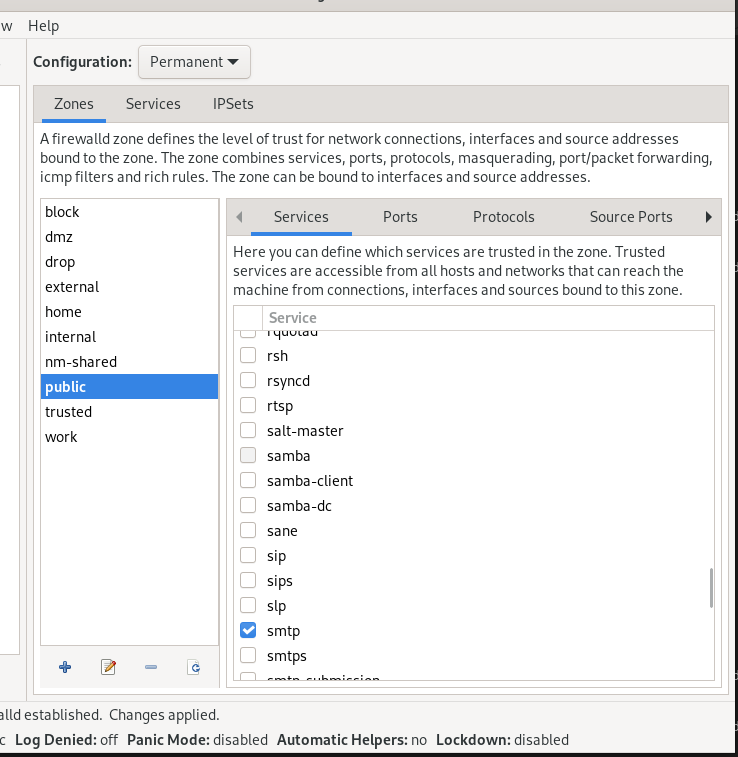 w Help
Configuration: Permanent
Zones Services IPSets
A firewalld zone defines the level of trust for network connections, interfaces and source addresses
bound to the zone. The zone combines services, ports, protocols, masquerading, port/packet forwarding,
icmp filters and rich rules. The zone can be bound to interfaces and source addresses.
block
dmz
drop
external
home
internal
nm-shared
public
trusted
work
Services Ports Protocols Source Ports
Here you can define which services are trusted in the zone. Trusted
services are accessible from all hosts and networks that can reach the
machine from connections, interfaces and sources bound to this zone.
Service
rquotad
rsh
rsyncd
rtsp
salt-master
samba
samba-client
samba-dc
sane
sip
sips
slp
smtp
smtps
smtp-submission
alld established. Changes applied.
c Log Denied: off Panic Mode: disabled Automatic Helpers: no Lockdown: disabled